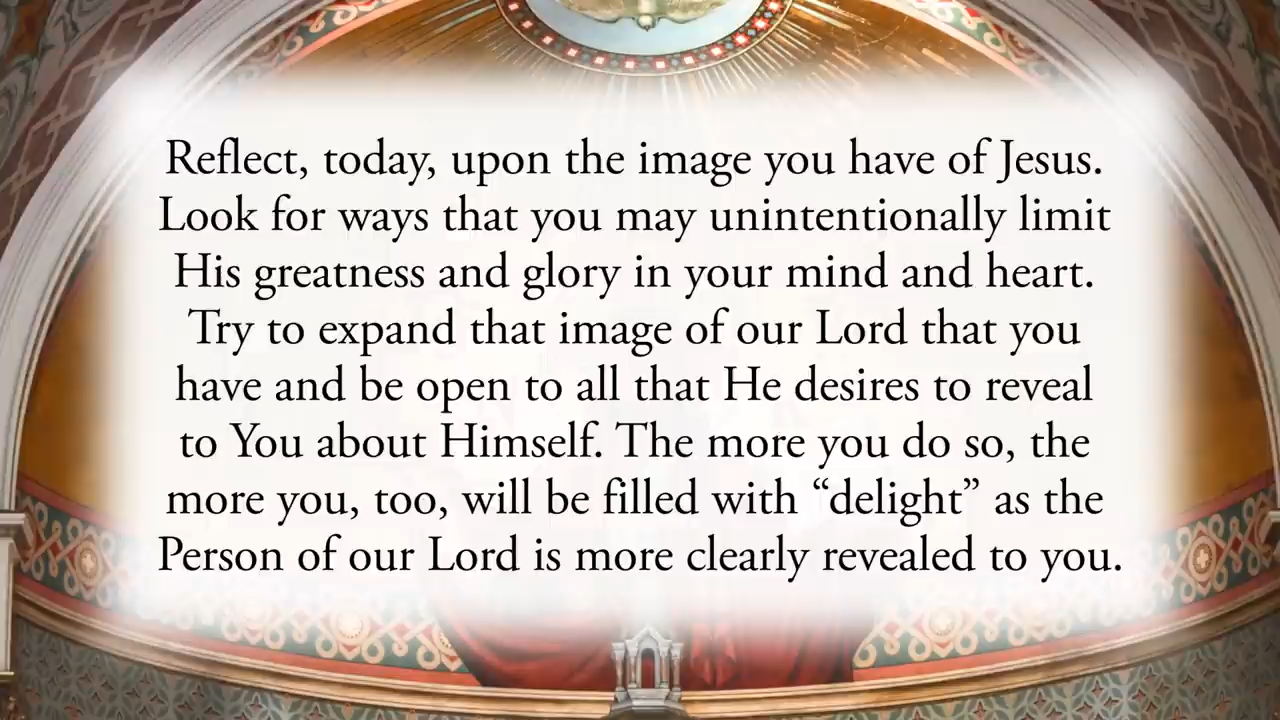 Reflect, today, upon the image you have of Jesus.
Look for ways that you may unintentionally limit
His greatness and glory in your mind and heart.
Try to expand that image of our Lord that you
have and be open to all that He desires to reveal
to You about Himself. The more you do so, the
more you, too, will be filled with “delight” as the
Person of our Lord is more clearly revealed to you.